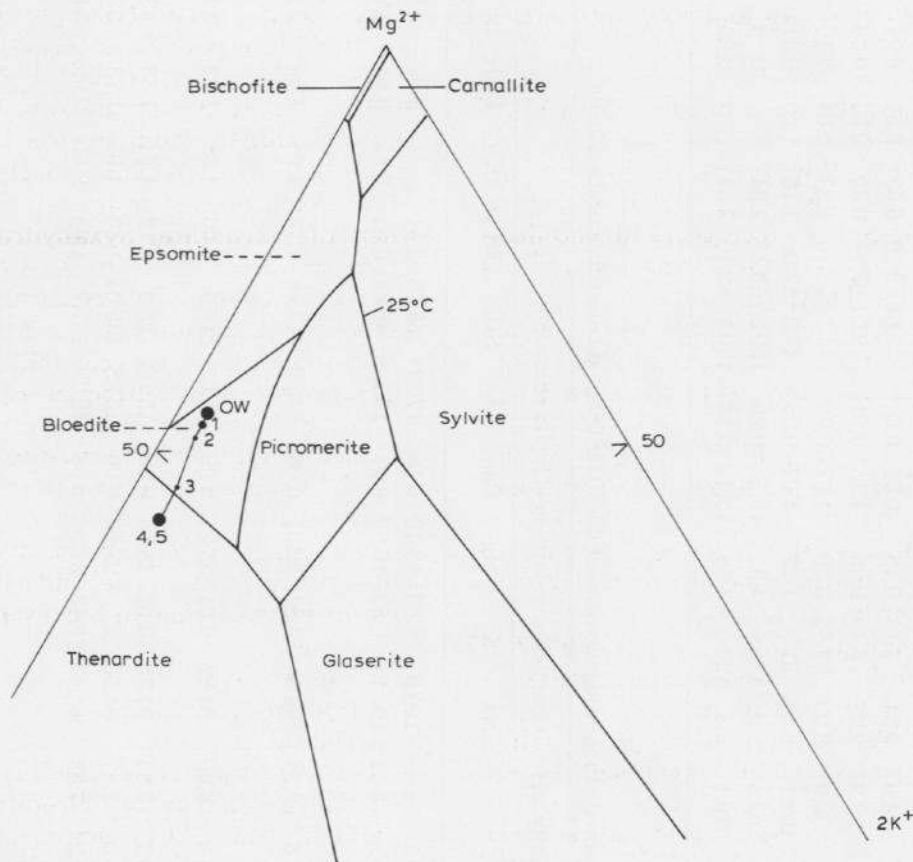 Mg2+
Bischofite
Carnallite
Epsomite
25°C
OW
Bloedite
1
2
50
Picromerite
Sylvite
50
3
4,5
Thenardite
Glaserite
2K+